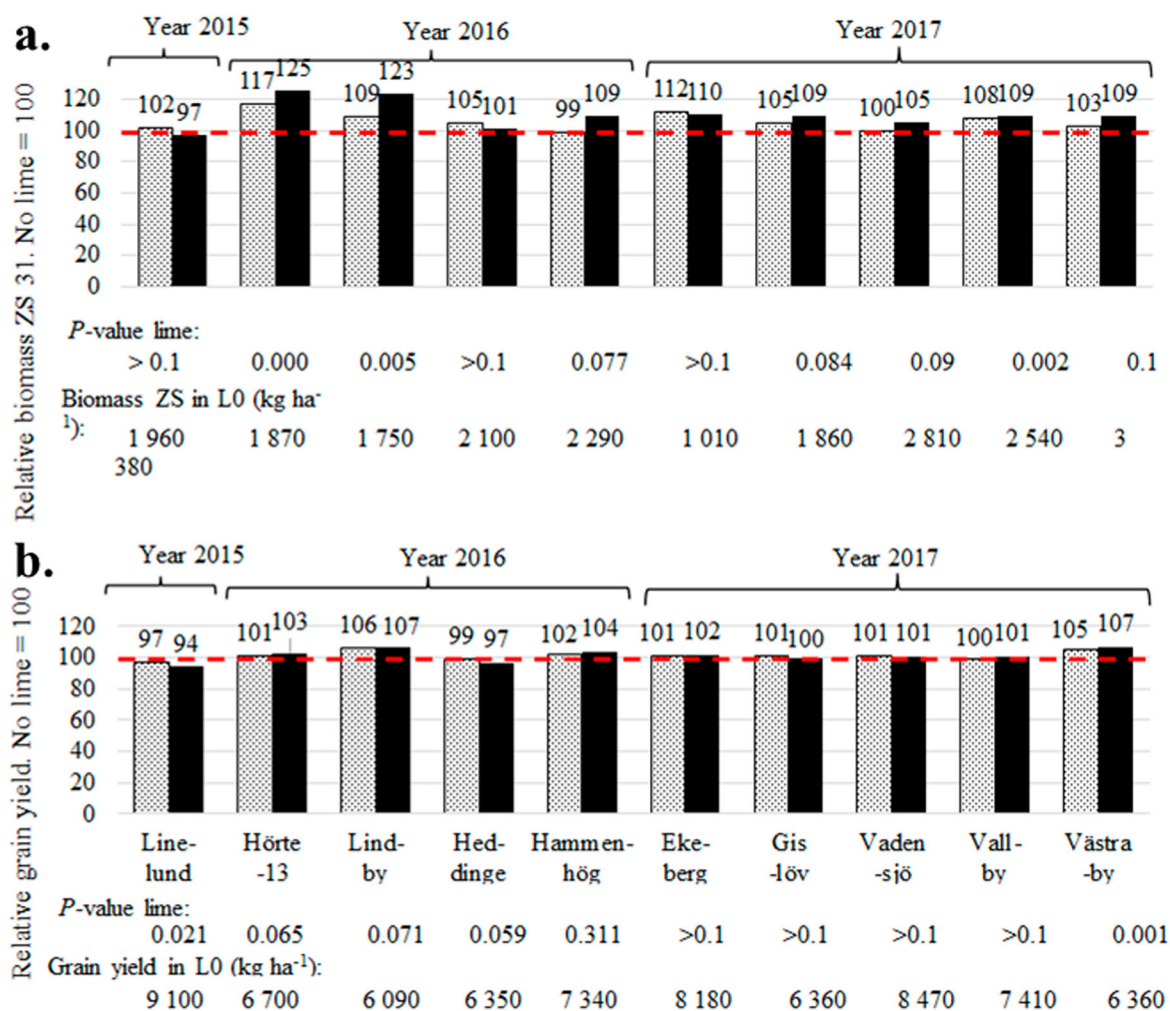 a.
Year 2015 Year 2016 Year 2017
Relative biomass ZS 31. No lime = 100
102 97 117 125 109 123 105 101 99 109 112 110 105 109 100 105 108 109 103 109
120
100
80
60
40
20
0
P-value lime:
> 0.1 0.000 0.005 >0.1 0.077 >0.1 0.084 0.09 0.002 0.1
Biomass ZS in L0 (kg ha-
1): 1 960 1 870 1 750 2 100 2 290 1 010 1 860 2 810 2 540 3
380
b.
Year 2015 Year 2016 Year 2017
Relative grain yield. No lime = 100
97 94 101 103 106 107 99 97 102 104 101 102 101 100 101 101 100 101 105 107
120
100
80
60
40
20
0
Line- Hörte Lind- Hed- Hammen- Eke- Gis Vaden Vall- Västra
lund -13 by dinge hög berg -löv -sjö by -by
P-value lime:
0.021 0.065 0.071 0.059 0.311 >0.1 >0.1 >0.1 >0.1 0.001
Grain yield in L0 (kg ha-1):
9 100 6 700 6 090 6 350 7 340 8 180 6 360 8 470 7 410 6 360